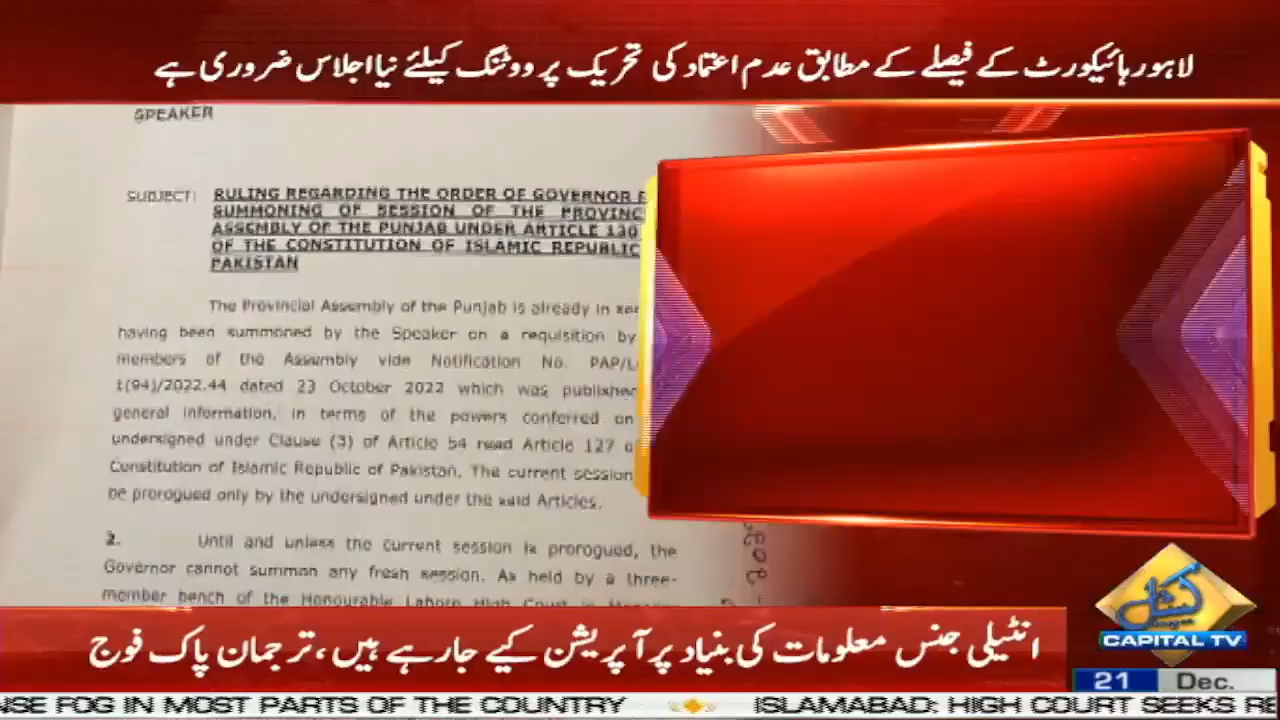 لاہور ہائیکورٹ کے فیصلے کے مطابق عدم اعتماد کی تحریک پر ووٹنگ کیلئے نیا اجلاس ضروری ہے
SPEAKER
SUBJECT: RULING REGARDING THE ORDER OF GOVERNOR
SUMMONING OF SESSION OF THE PROVINC
ASSEMBLY OF THE PUNJAB UNDER ARTICLE 130
OF THE CONSTITUTION OF ISLAMIC REPUBLIC
PAKISTAN
The Provincial Assembly of the Punjab is already in
having been summoned by the Speaker on a requisition by
members of the Assembly vide Notification No. PAP/L
1(94)/2022.44 dated 23 October 2022 which was publishe
general information, in terms of the powers conferred on
undersigned under Clause (3) of Article 54 read Article 127
Constitution of Islamic Republic of Pakistan. The current session
be prorogued only by the undersigned under the said Articles.
2. Until and unless the current session is prorogued, the
Governor cannot summon any fresh session. As held by a three-
member bench of the Honourable Lahore High Court in
انٹیلی جنس معلومات کی بنیاد پر آپریشن کیے جارہے ہیں، ترجمان پاک فوج
کیپیٹل
CAPITAL TV
21 Dec.
NSE FOG IN MOST PARTS OF THE COUNTRY ISLAMABAD: HIGH COURT SEEKS RE